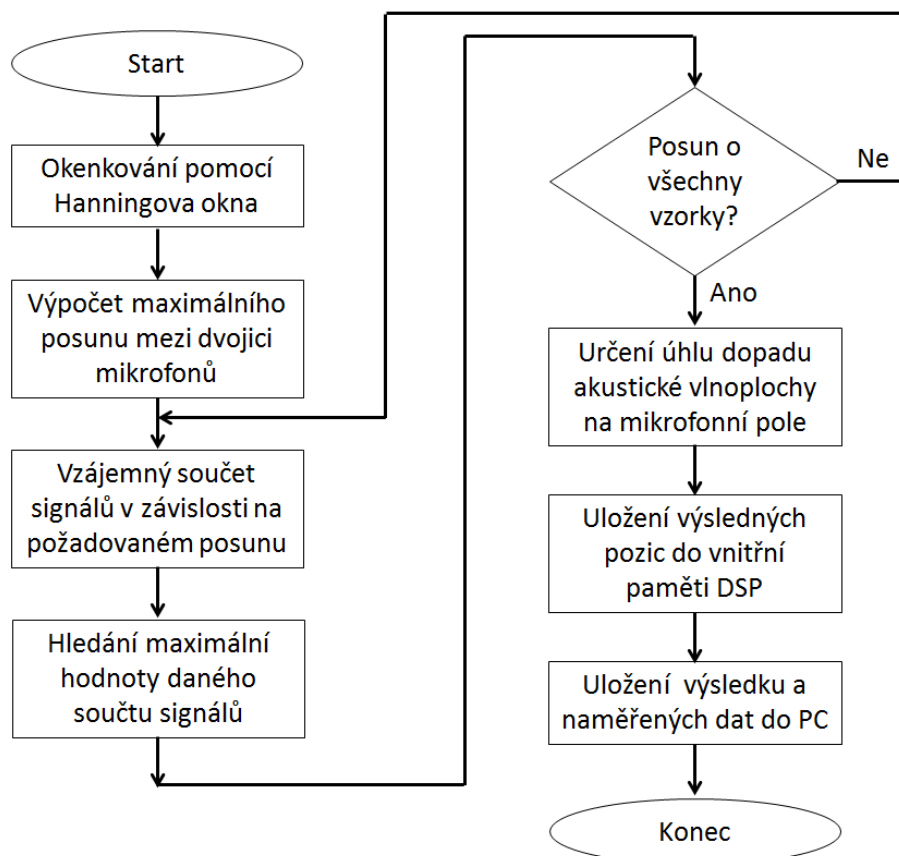 Start
Okenkování pomocí
Hanningova okna
Výpočet maximálního
posunu mezi dvojici
mikrofonů
Vzájemný součet
signálů v závislosti na
požadovaném posunu
Hledání maximální
hodnoty daného
součtu signálů
Posun o
všechny
vzorky?
Ne
Ano
Určení úhlu dopadu
akustické vlnoplochy
na mikrofonní pole
Uložení výsledných
pozic do vnitřní
paměti DSP
Uložení výsledku a
naměřených dat do PC
Konec